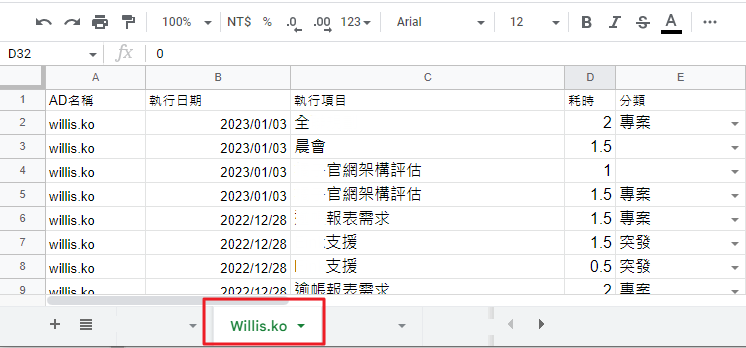 100% NT$ % .0 .00 123 Arial 12 B I S A
D32 fx 0
A B C D E
1 AD名稱 執行日期 執行項目 耗時 分類
2 willis.ko 2023/01/03 全 2 專案
3 willis.ko 2023/01/03 晨會 1.5
4 willis.ko 2023/01/03 官網架構評估 1
5 willis.ko 2023/01/03 官網架構評估 1.5 專案
6 willis.ko 2022/12/28 報表需求 1.5 專案
7 willis.ko 2022/12/28 支援 1.5 突發
8 willis.ko 2022/12/28 支援 0.5 突發
9 willis.ko 2022/12/28 逾帳報表需求 2 專案
Willis.ko